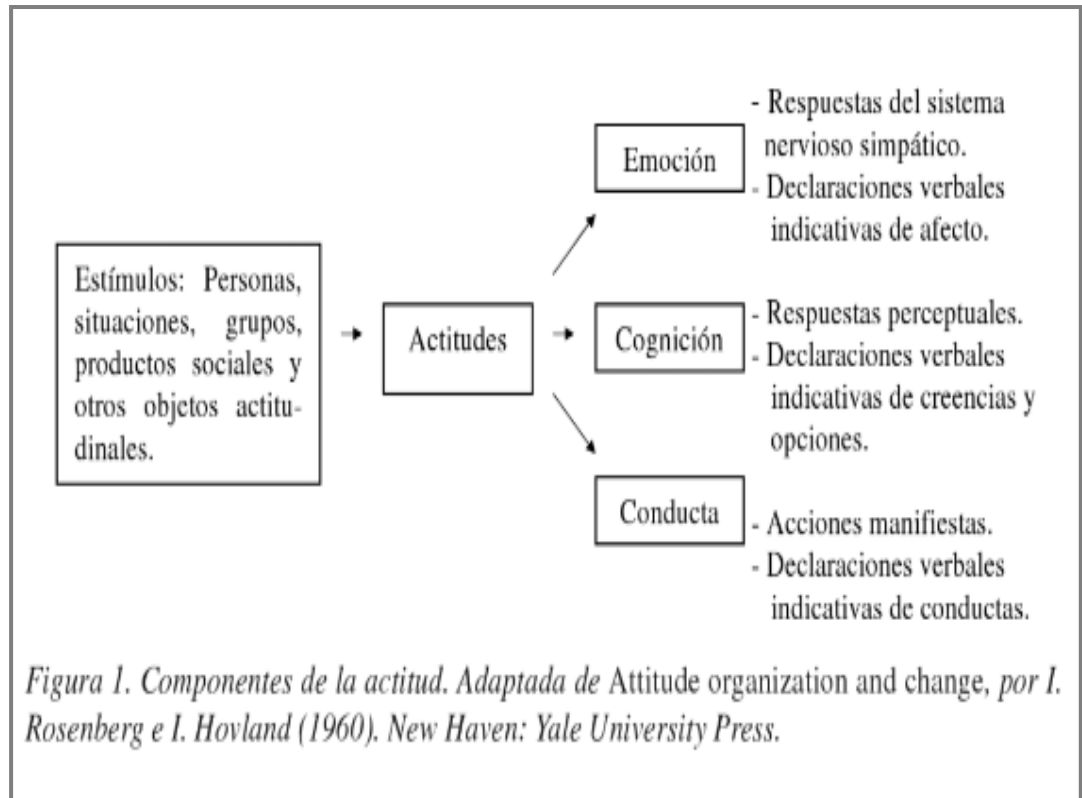 Estímulos: Personas,
situaciones, grupos,
productos sociales y
otros objetos actitu-
dinales.
Actitudes
Emoción
- Respuestas del sistema
nervioso simpático.
- Declaraciones verbales
indicativas de afecto.
Cognición
- Respuestas perceptuales.
- Declaraciones verbales
indicativas de creencias y
opciones.
Conducta
- Acciones manifiestas.
- Declaraciones verbales
indicativas de conductas.
Figura 1. Componentes de la actitud. Adaptada de Attitude organization and change, por I.
Rosenberg e I. Hovland (1960). New Haven: Yale University Press.